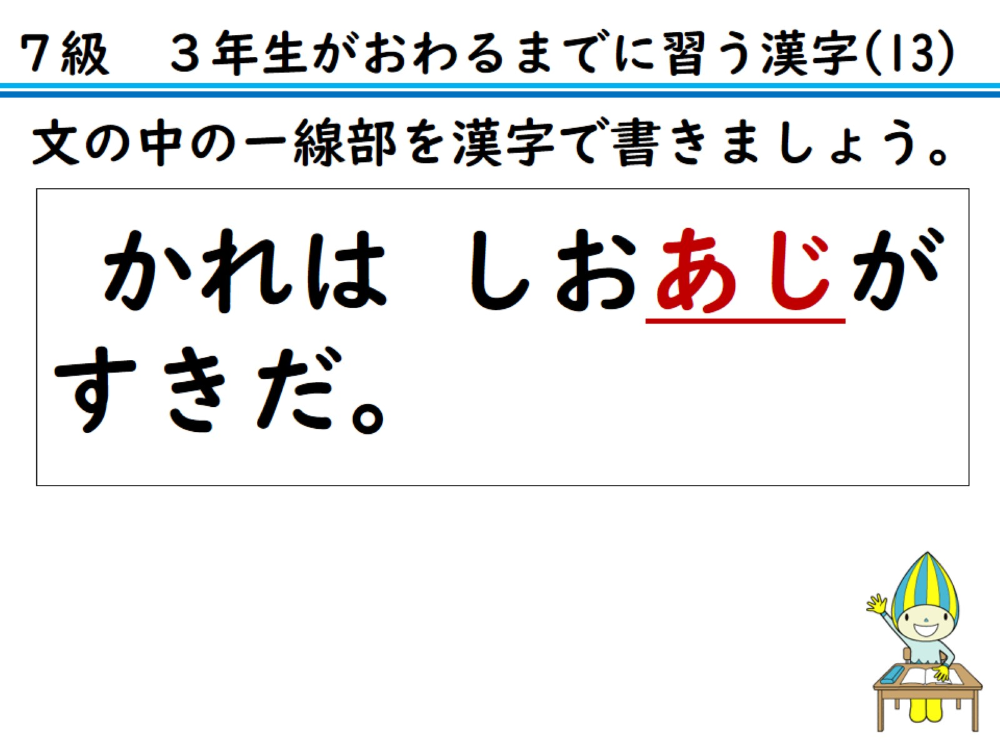 ７級　３年生がおわるまでに習う漢字(13)
文の中の一線部を漢字で書きましょう。
かれは　しおあじが
すきだ。